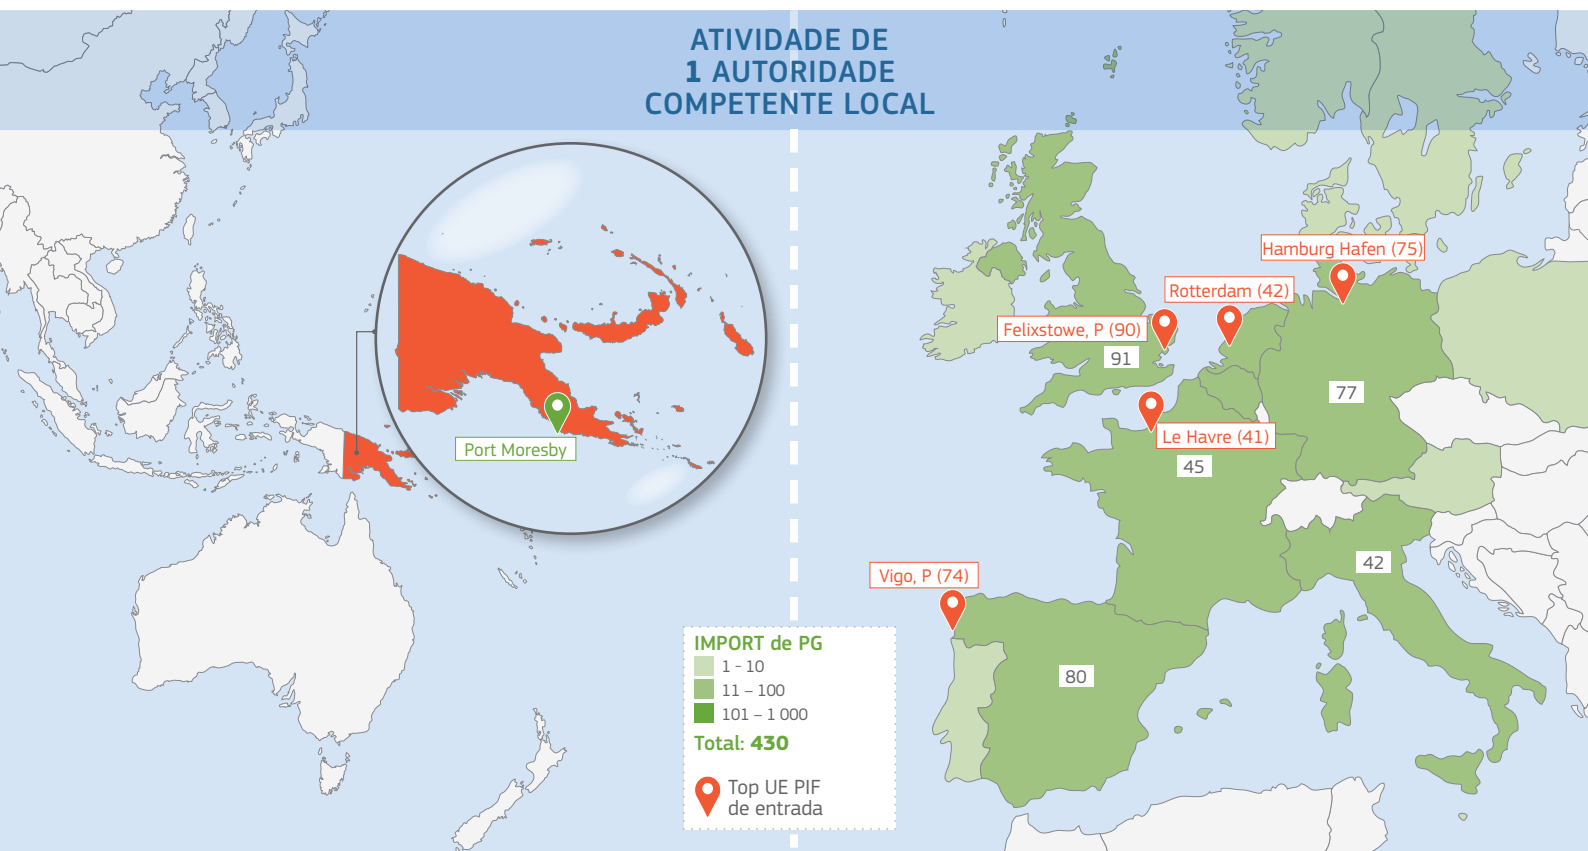 ATIVIDADE DE
1 AUTORIDADE
COMPETENTE LOCAL
Port Moresby
Hamburg Hafen (75)
Rotterdam (42)
Felixstowe, P (90)
91
77
Le Havre (41)
45
42
Vigo, P (74)
80
IMPORT de PG
1 - 10
11 – 100
101 – 1 000
Total: 430
Top UE PIF
de entrada